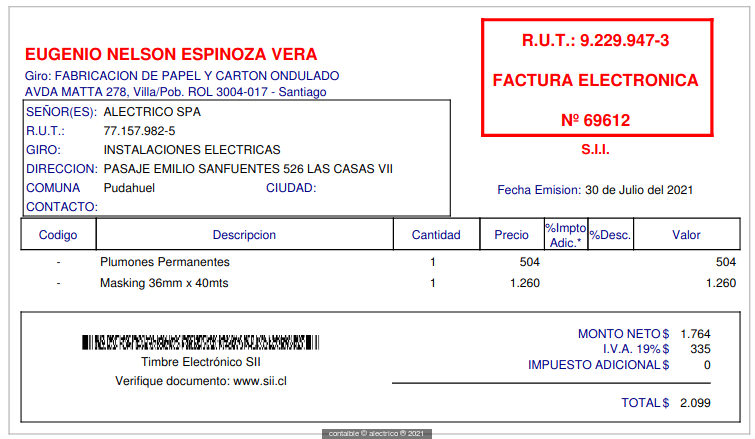 EUGENIO NELSON ESPINOZA VERA
Giro: FABRICACION DE PAPEL Y CARTON ONDULADO
AVDA MATTA 278, Villa/Pob. ROL 3004-017 - Santiago
R.U.T.: 9.229.947-3
FACTURA ELECTRONICA
Nº 69612
S.I.I.
SEÑOR(ES): ALECTRICO SPA
R.U.T.: 77.157.982-5
GIRO: INSTALACIONES ELECTRICAS
DIRECCION: PASAJE EMILIO SANFUENTES 526 LAS CASAS VII
COMUNA Pudahuel CIUDAD:
CONTACTO:
Fecha Emision: 30 de Julio del 2021
Codigo Descripcion Cantidad Precio %Impto Adic.* %Desc. Valor
- Plumones Permanentes 1 504 504
- Masking 36mm x 40mts 1 1.260 1.260
Timbre Electrónico SII
Verifique documento: www.sii.cl
MONTO NETO $ 1.764
I.V.A. 19% $ 335
IMPUESTO ADICIONAL $ 0
TOTAL $ 2.099
contaible © alectrico ® 2021